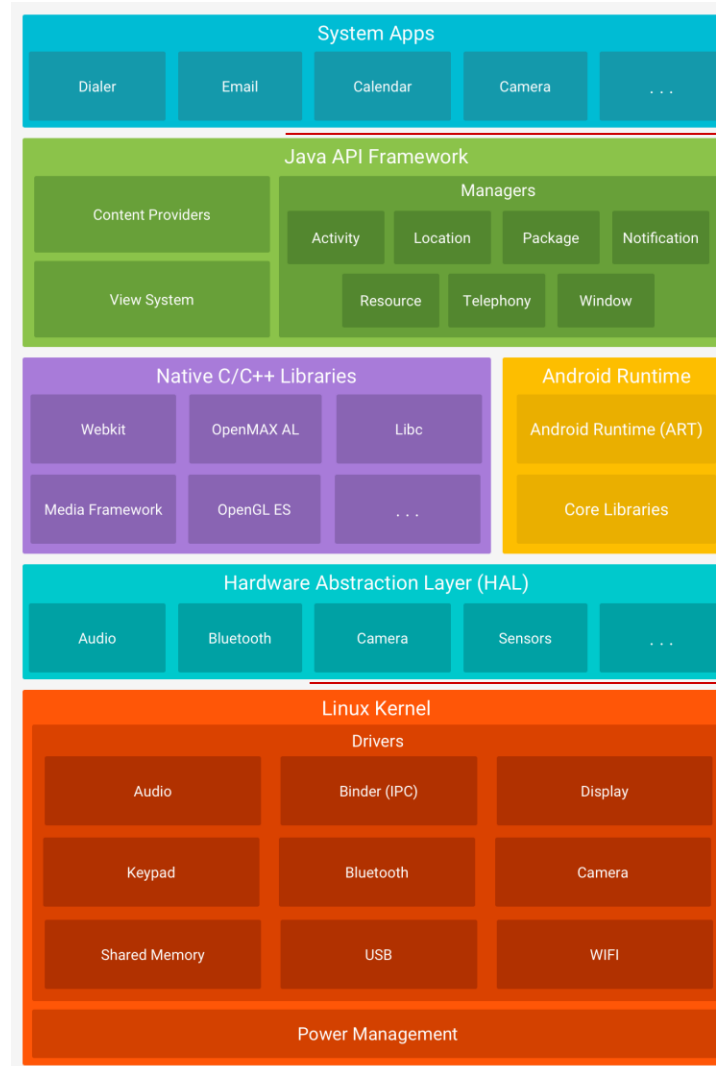 System Apps
Dialer
Email
Calendar
Camera
. . .
Java API Framework
Content Providers
View System
Managers
Activity
Location
Package
Notification
Resource
Telephony
Window
Native C/C++ Libraries
Webkit
OpenMAX AL
Libc
Media Framework
OpenGL ES
. . .
Android Runtime
Android Runtime (ART)
Core Libraries
Hardware Abstraction Layer (HAL)
Audio
Bluetooth
Camera
Sensors
. . .
Linux Kernel
Drivers
Audio
Binder (IPC)
Display
Keypad
Bluetooth
Camera
Shared Memory
USB
WIFI
Power Management